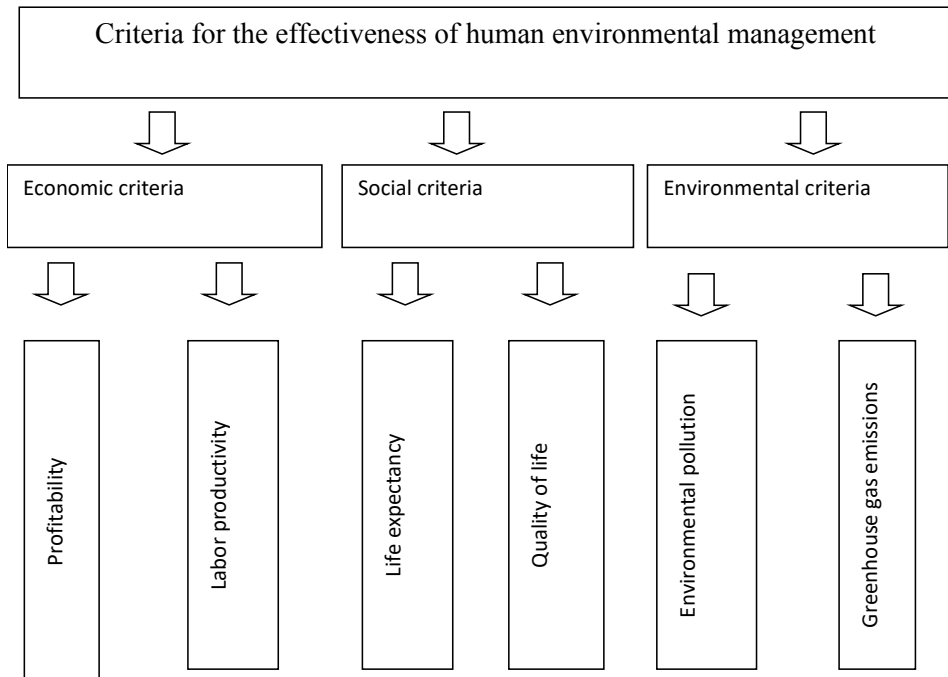 Criteria for the effectiveness of human environmental management
Economic criteria
Social criteria
Environmental criteria
Profitability
Labor productivity
Life expectancy
Quality of life
Environmental pollution
Greenhouse gas emissions